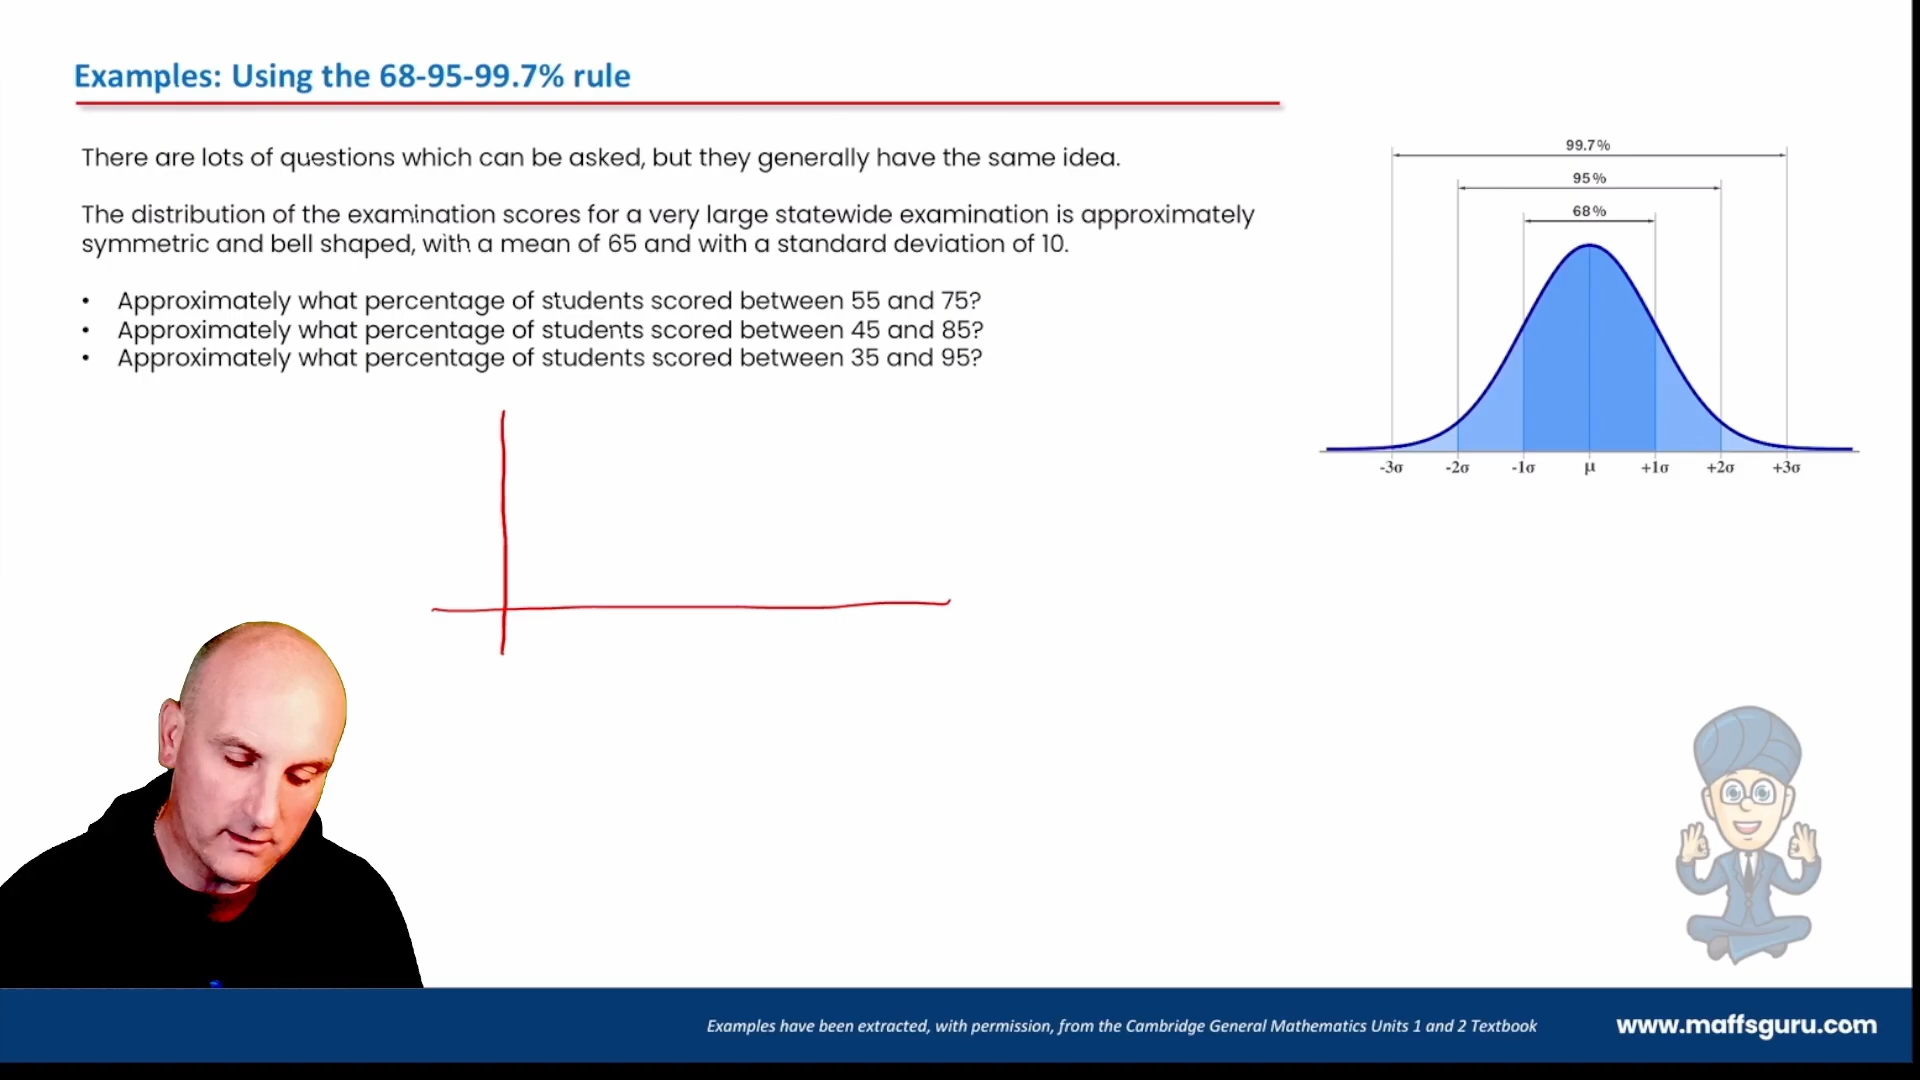 Examples: Using the 68-95-99.7% rule
There are lots of questions which can be asked, but they generally have the same idea.
The distribution of the examination scores for a very large statewide examination is approximately
symmetric and bell shaped, with a mean of 65 and with a standard deviation of 10.
• Approximately what percentage of students scored between 55 and 75?
• Approximately what percentage of students scored between 45 and 85?
• Approximately what percentage of students scored between 35 and 95?
99.7%
95%
68%
-3σ -2σ -1σ μ +1σ +2σ +3σ
Examples have been extracted, with permission, from the Cambridge General Mathematics Units 1 and 2 Textbook
www.maffsguru.com